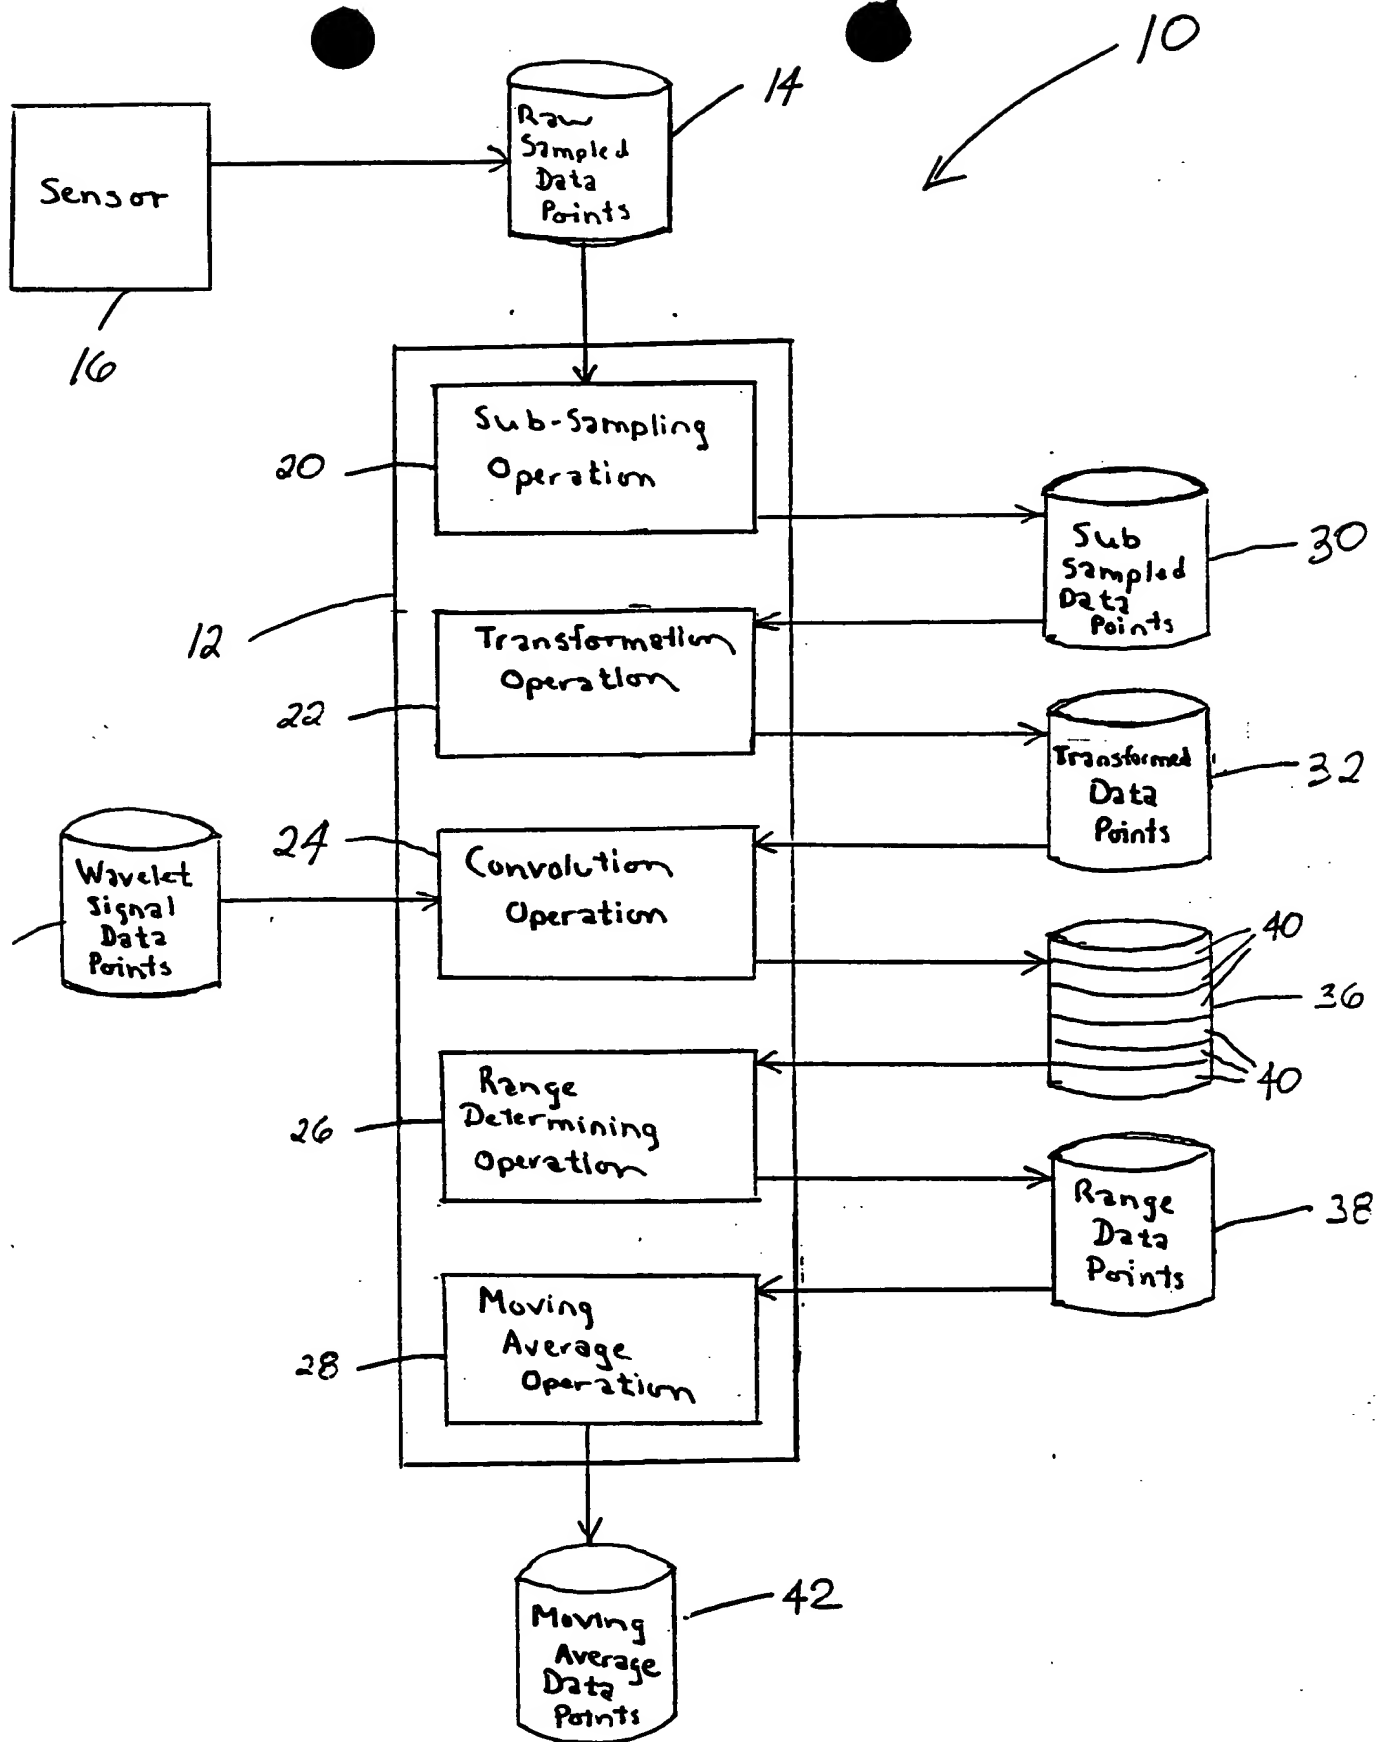 10
14
Raw
Sampled
Data
Points
Sensor
16
Sub-Sampling
Operation
20
Sub
Sampled
Data
Points
30
12
Transformation
Operation
22
Transformed
Data
Points
32
Wavelet
Signal
Data
Points
24
Convolution
Operation
40
36
40
26
Range
Determining
Operation
Range
Data
Points
38
28
Moving
Average
Operation
42
Moving
Average
Data
Points